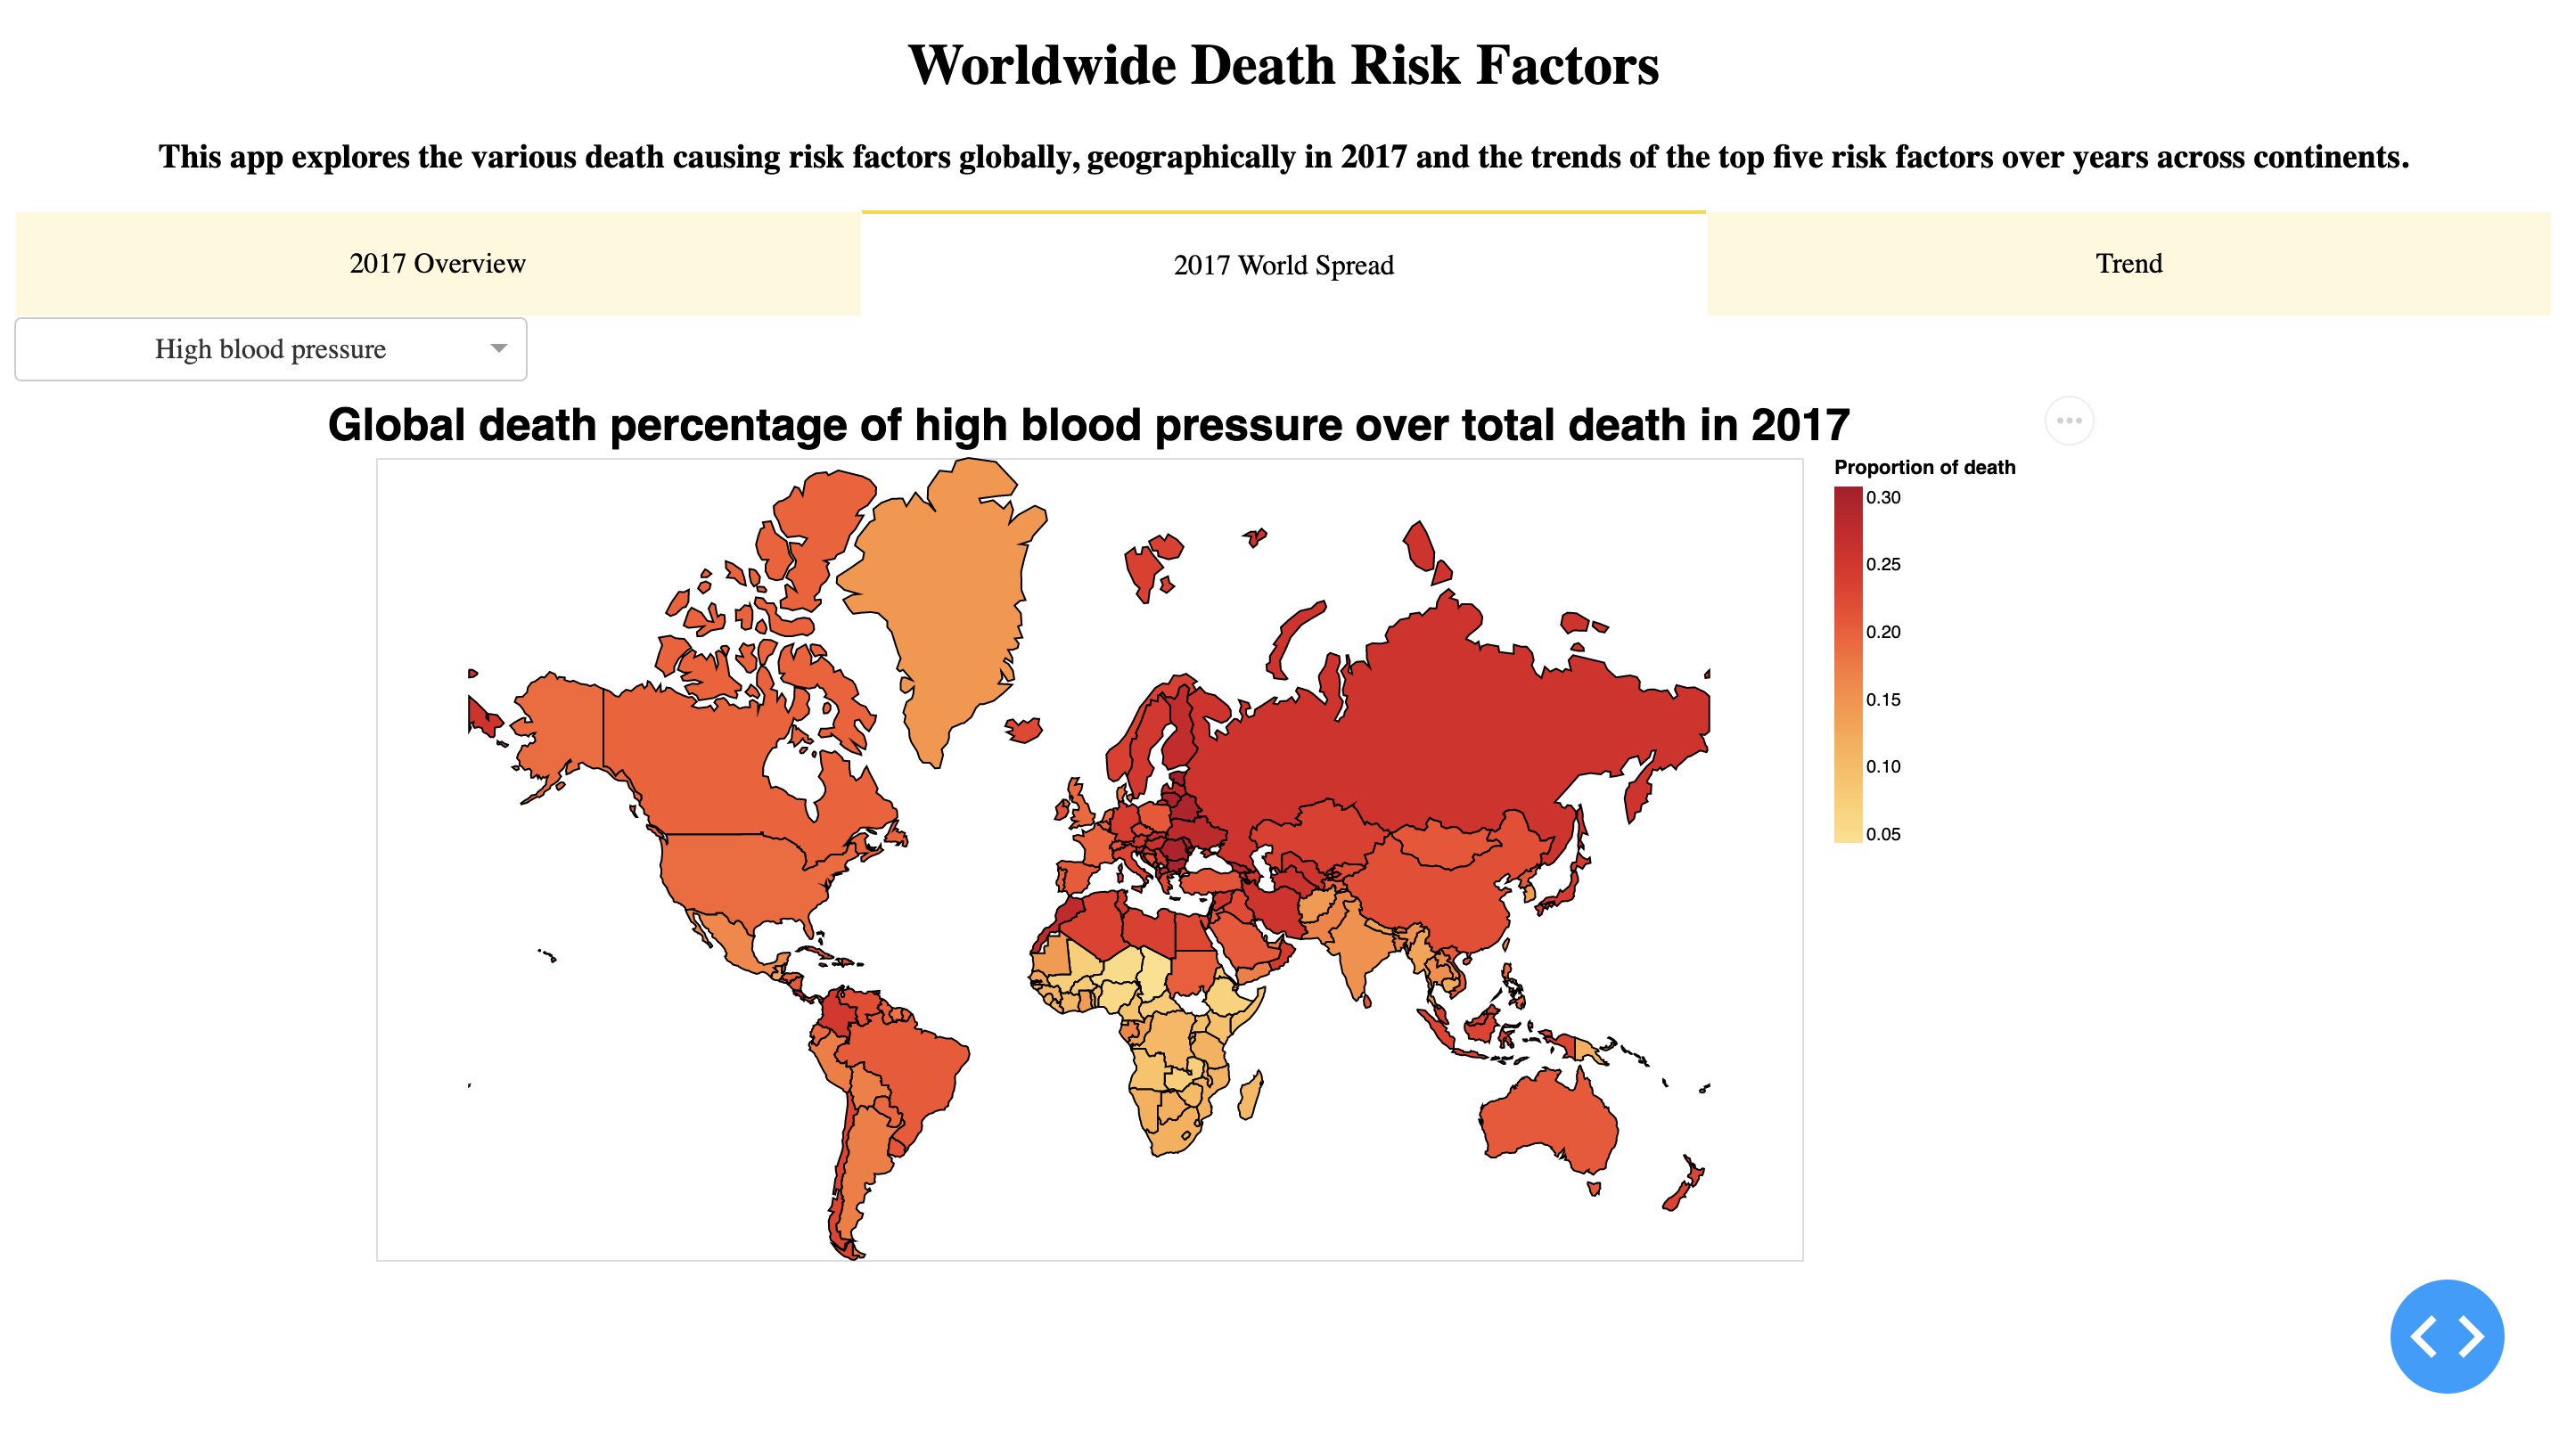 Worldwide Death Risk Factors
This app explores the various death causing risk factors globally, geographically in 2017 and the trends of the top five risk factors over years across continents.
2017 Overview
2017 World Spread
Trend
High blood pressure
Global death percentage of high blood pressure over total death in 2017
Proportion of death
0.30
0.25
0.20
0.15
0.10
0.05